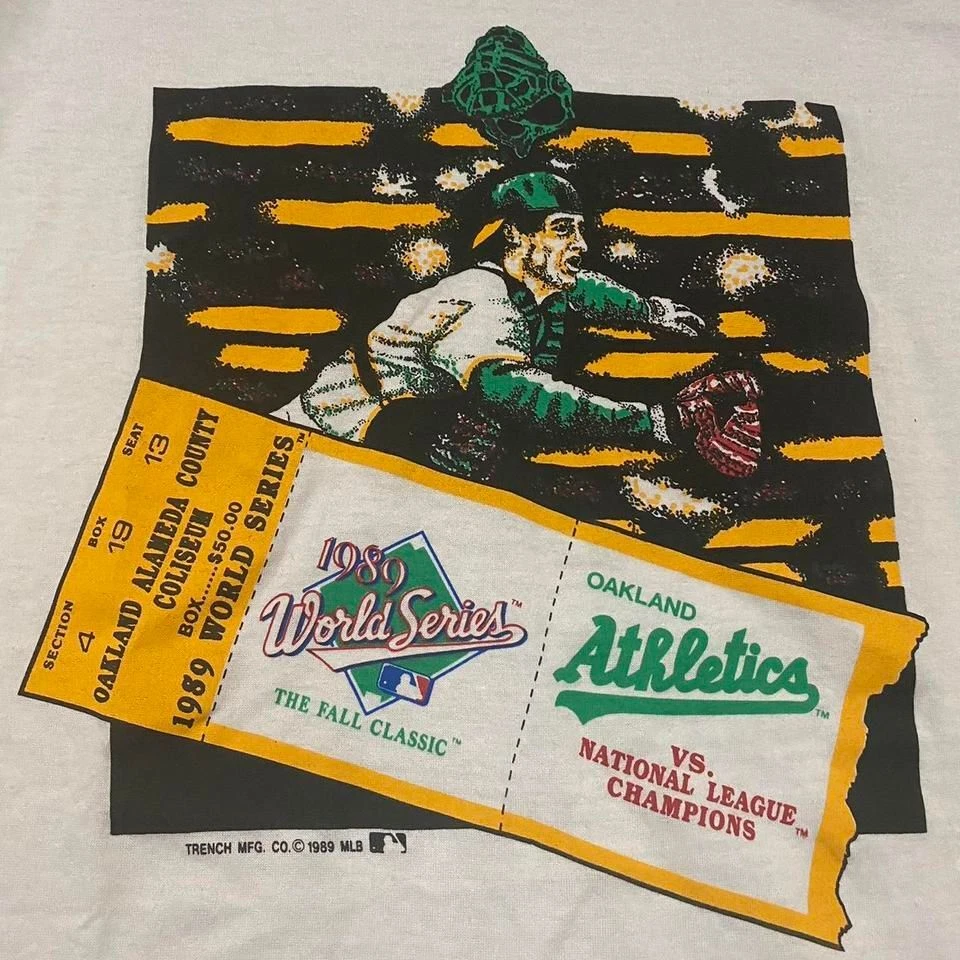 SEAT
13
BOX
19
SECTION
4
OAKLAND ALAMEDA COUNTY
COLISEUM
BOX......$50.00
1989 WORLD SERIES™
1989
World Series™
THE FALL CLASSIC™
OAKLAND
Athletics™
VS.
NATIONAL LEAGUE
CHAMPIONS™
TRENCH MFG. CO. © 1989 MLB